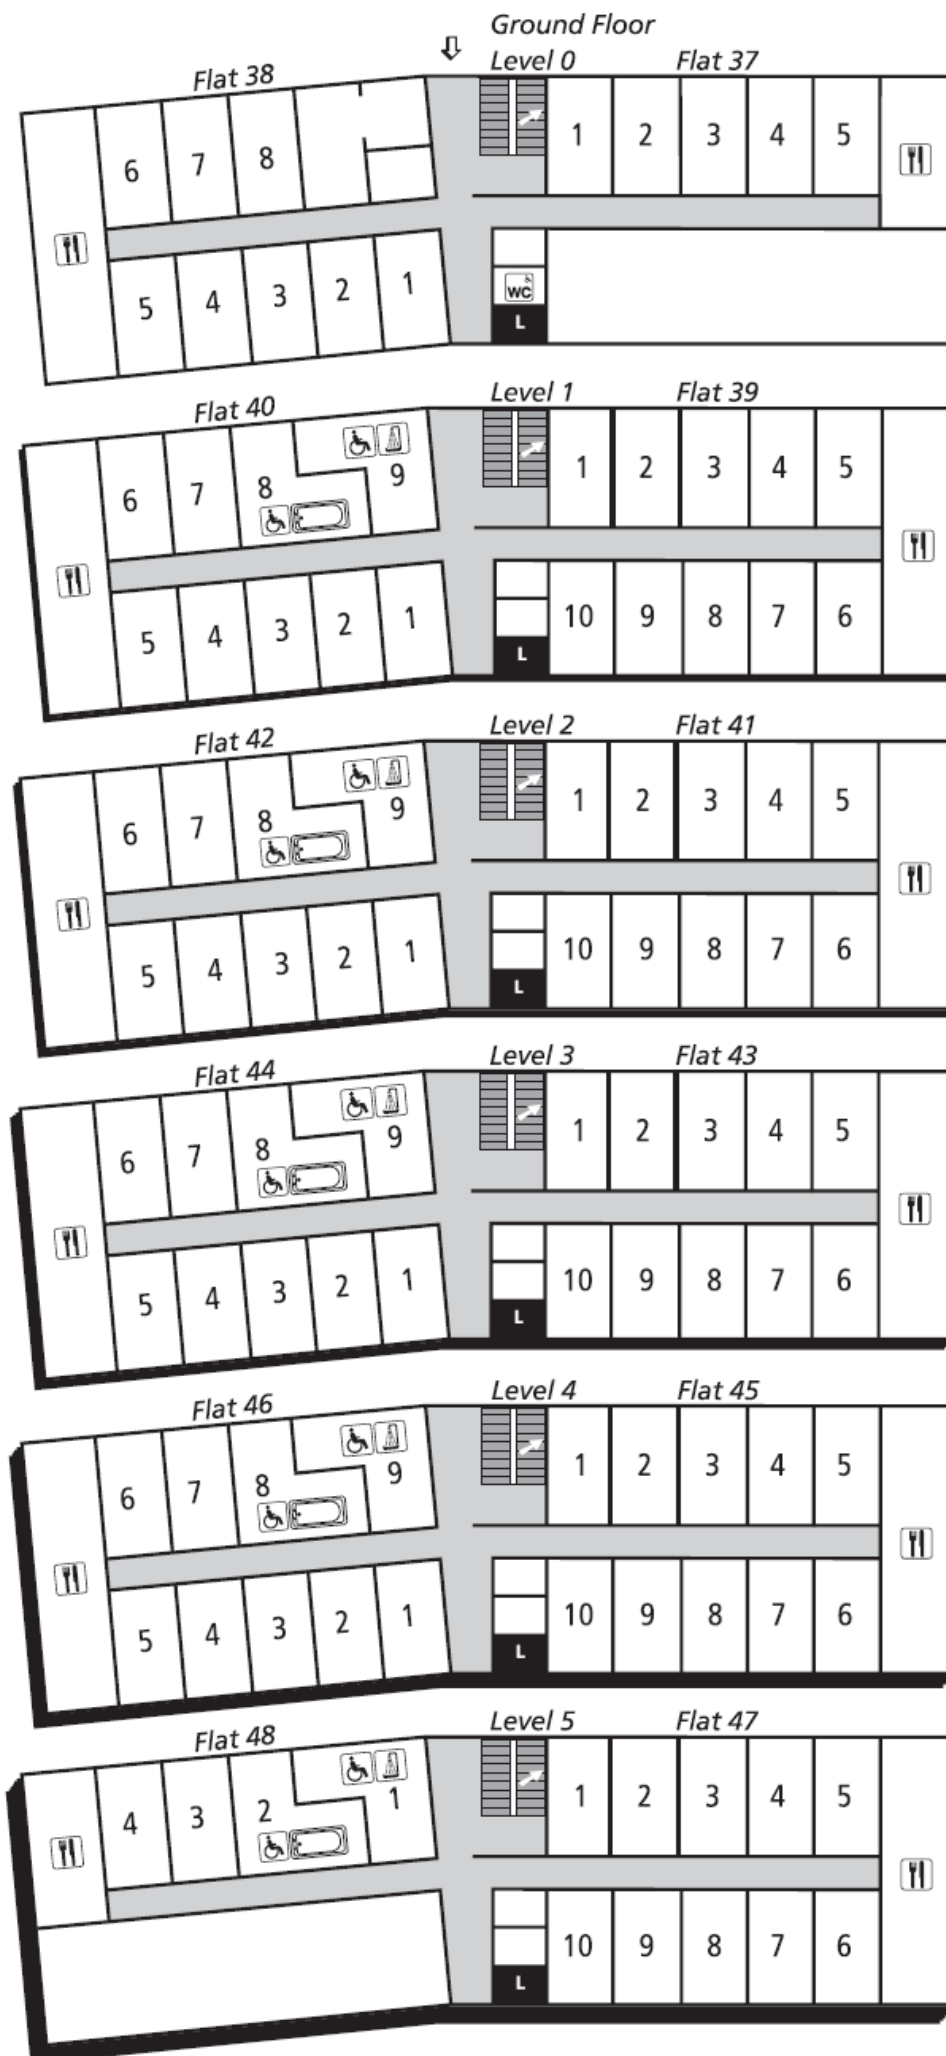 Ground Floor
Level 0 Flat 37
Flat 38
6 7 8
1 2 3 4 5
5 4 3 2 1
WC
L
Level 1 Flat 39
Flat 40
6 7 8 9
1 2 3 4 5
5 4 3 2 1
10 9 8 7 6
L
Level 2 Flat 41
Flat 42
6 7 8 9
1 2 3 4 5
5 4 3 2 1
10 9 8 7 6
L
Level 3 Flat 43
Flat 44
6 7 8 9
1 2 3 4 5
5 4 3 2 1
10 9 8 7 6
L
Level 4 Flat 45
Flat 46
6 7 8 9
1 2 3 4 5
5 4 3 2 1
10 9 8 7 6
L
Level 5 Flat 47
Flat 48
4 3 2 1
1 2 3 4 5
10 9 8 7 6
L